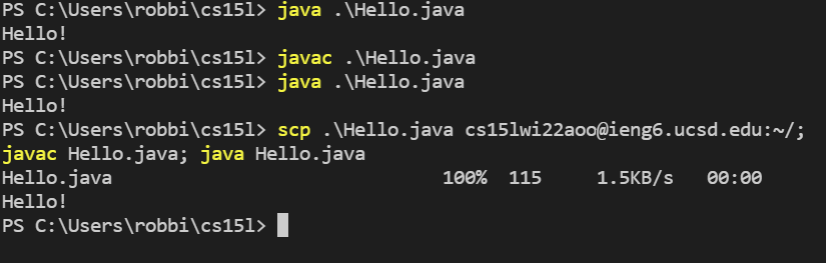 PS C:\Users\robbi\cs15l> java .\Hello.java
Hello!
PS C:\Users\robbi\cs15l> javac .\Hello.java
PS C:\Users\robbi\cs15l> java .\Hello.java
Hello!
PS C:\Users\robbi\cs15l> scp .\Hello.java cs15lwi22aoo@ieng6.ucsd.edu:~/;
javac Hello.java; java Hello.java
Hello.java 100% 115 1.5KB/s 00:00
Hello!
PS C:\Users\robbi\cs15l>